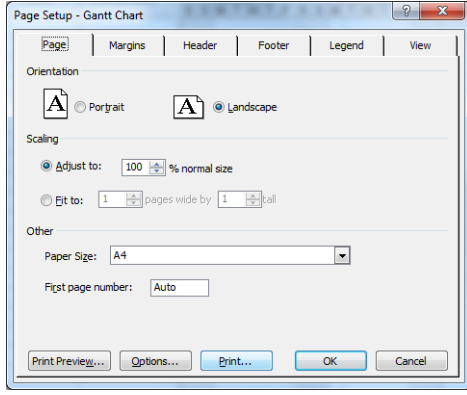 Page Setup - Gantt Chart
Page Margins Header Footer Legend View
Orientation
A Portrait A Landscape
Scaling
Adjust to: 100 % normal size
Fit to: 1 pages wide by 1 tall
Other
Paper Size: A4
First page number: Auto
Print Preview... Options... Print... OK Cancel